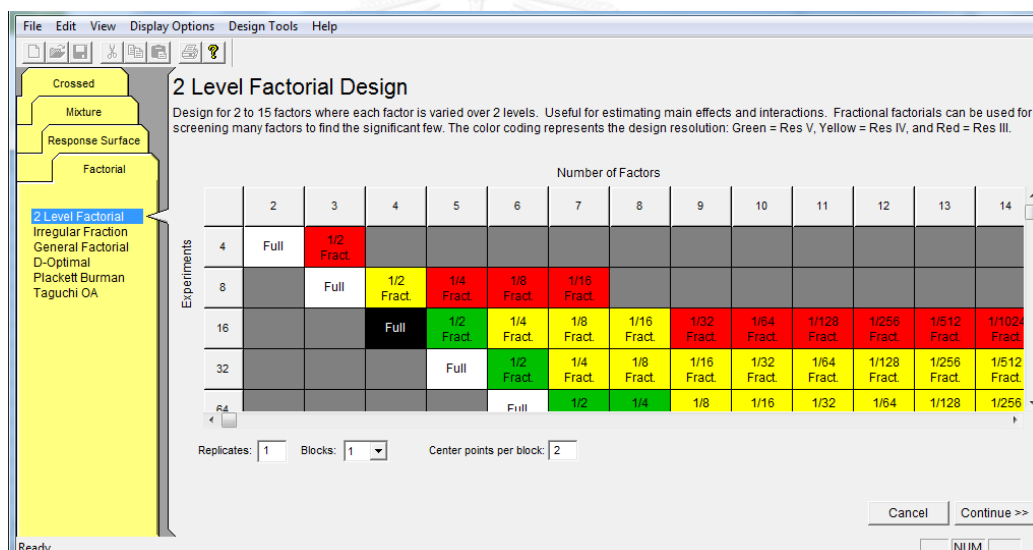 File Edit View Display Options Design Tools Help
Crossed
Mixture
Response Surface
Factorial
2 Level Factorial
Irregular Fraction
General Factorial
D-Optimal
Plackett Burman
Taguchi OA
2 Level Factorial Design
Design for 2 to 15 factors where each factor is varied over 2 levels. Useful for estimating main effects and interactions. Fractional factorials can be used for
screening many factors to find the significant few. The color coding represents the design resolution: Green = Res V, Yellow = Res IV, and Red = Res III.
Number of Factors
2 3 4 5 6 7 8 9 10 11 12 13 14
Experiments
4 Full 1/2 Fract.
8 Full 1/2 Fract. 1/4 Fract. 1/8 Fract. 1/16 Fract.
16 Full 1/2 Fract. 1/4 Fract. 1/8 Fract. 1/16 Fract. 1/32 Fract. 1/64 Fract. 1/128 Fract. 1/256 Fract. 1/512 Fract. 1/1024 Fract.
32 Full 1/2 Fract. 1/4 Fract. 1/8 Fract. 1/16 Fract. 1/32 Fract. 1/64 Fract. 1/128 Fract. 1/256 Fract. 1/512 Fract.
64 Full 1/2 1/4 1/8 1/16 1/32 1/64 1/128 1/256
Replicates: 1 Blocks: 1 Center points per block: 2
Cancel Continue >>
Ready NUM